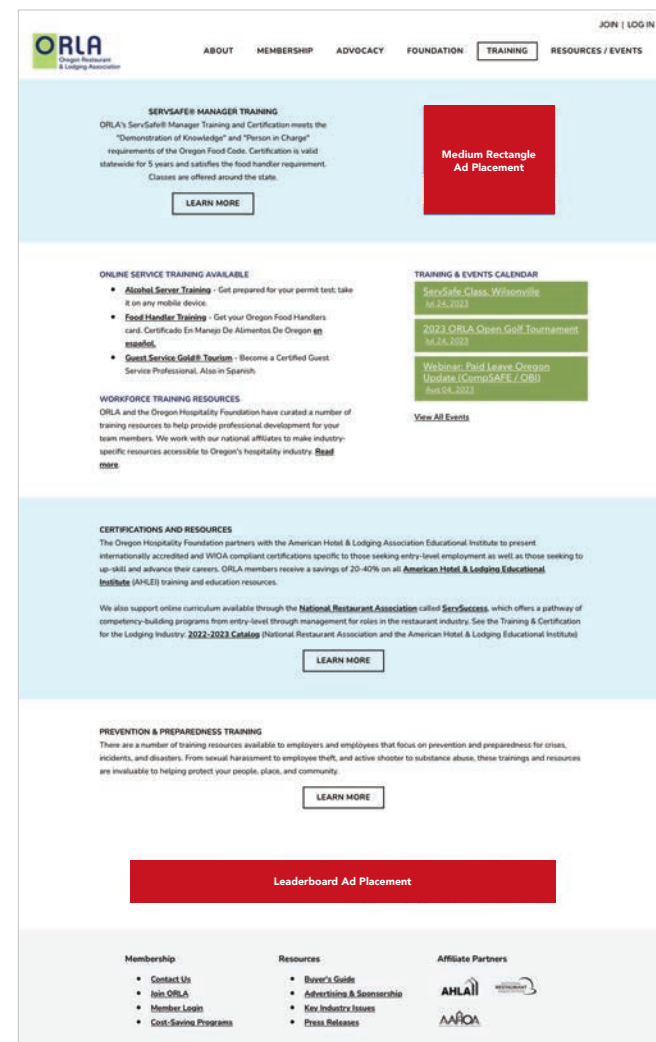 JOIN | LOG IN
ORLA
Oregon Restaurant
& Lodging Association
ABOUT MEMBERSHIP ADVOCACY FOUNDATION TRAINING RESOURCES / EVENTS
SERVSAFE® MANAGER TRAINING
ORLA's ServSafe® Manager Training and Certification meets the
"Demonstration of Knowledge" and "Person in Charge"
requirements of the Oregon Food Code. Certification is valid
statewide for 5 years and satisfies the food handler requirement.
Classes are offered around the state.
LEARN MORE
Medium Rectangle
Ad Placement
ONLINE SERVICE TRAINING AVAILABLE
• Alcohol Server Training - Get prepared for your permit test; take
it on any mobile device.
• Food Handler Training - Get your Oregon Food Handlers
card. Certificado En Manejo De Alimentos De Oregon en
español.
• Guest Service Gold® Tourism - Become a Certified Guest
Service Professional. Also in Spanish.
WORKFORCE TRAINING RESOURCES
ORLA and the Oregon Hospitality Foundation have curated a number of
training resources to help provide professional development for your
team members. We work with our national affiliates to make industry-
specific resources accessible to Oregon's hospitality industry. Read
more.
TRAINING & EVENTS CALENDAR
ServSafe Class, Wilsonville
Jul 24, 2023
2023 ORLA Open Golf Tournament
Jul 24, 2023
Webinar: Paid Leave Oregon
Update (CompSAFE / OBI)
Aug 04, 2023
View All Events
CERTIFICATIONS AND RESOURCES
The Oregon Hospitality Foundation partners with the American Hotel & Lodging Association Educational Institute to present
internationally accredited and WIOA compliant certifications specific to those seeking entry-level employment as well as those seeking to
up-skill and advance their careers. ORLA members receive a savings of 20-40% on all American Hotel & Lodging Educational
Institute (AHLEI) training and education resources.
We also support online curriculum available through the National Restaurant Association called ServSuccess, which offers a pathway of
competency-building programs from entry-level through management for roles in the restaurant industry. See the Training & Certification
for the Lodging Industry: 2022-2023 Catalog (National Restaurant Association and the American Hotel & Lodging Educational Institute)
LEARN MORE
PREVENTION & PREPAREDNESS TRAINING
There are a number of training resources available to employers and employees that focus on prevention and preparedness for crises,
incidents, and disasters. From sexual harassment to employee theft, and active shooter to substance abuse, these trainings and resources
are invaluable to helping protect your people, place, and community.
LEARN MORE
Leaderboard Ad Placement
Membership
• Contact Us
• Join ORLA
• Member Login
• Cost-Saving Programs
Resources
• Buyer's Guide
• Advertising & Sponsorship
• Key Industry Issues
• Press Releases
Affiliate Partners
AHLA
RESTAURANT
AAHOA